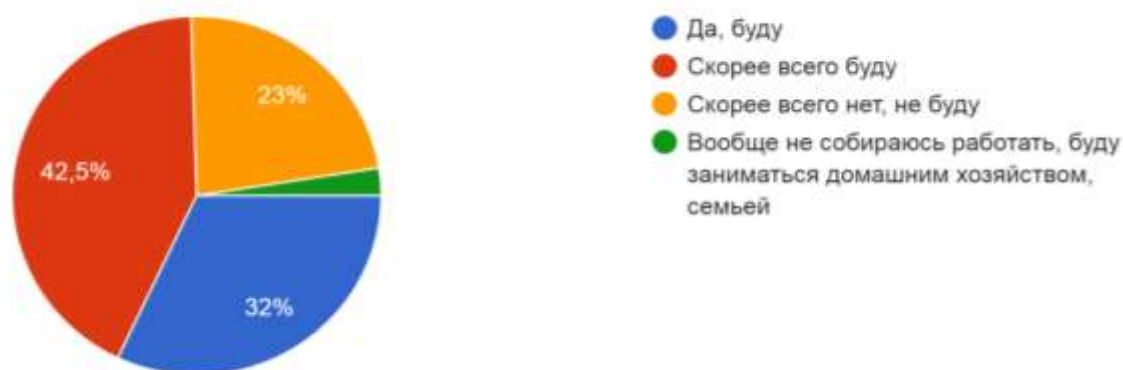 23%
42,5%
32%
Да, буду
Скорее всего буду
Скорее всего нет, не буду
Вообще не собираюсь работать, буду
заниматься домашним хозяйством,
семьей